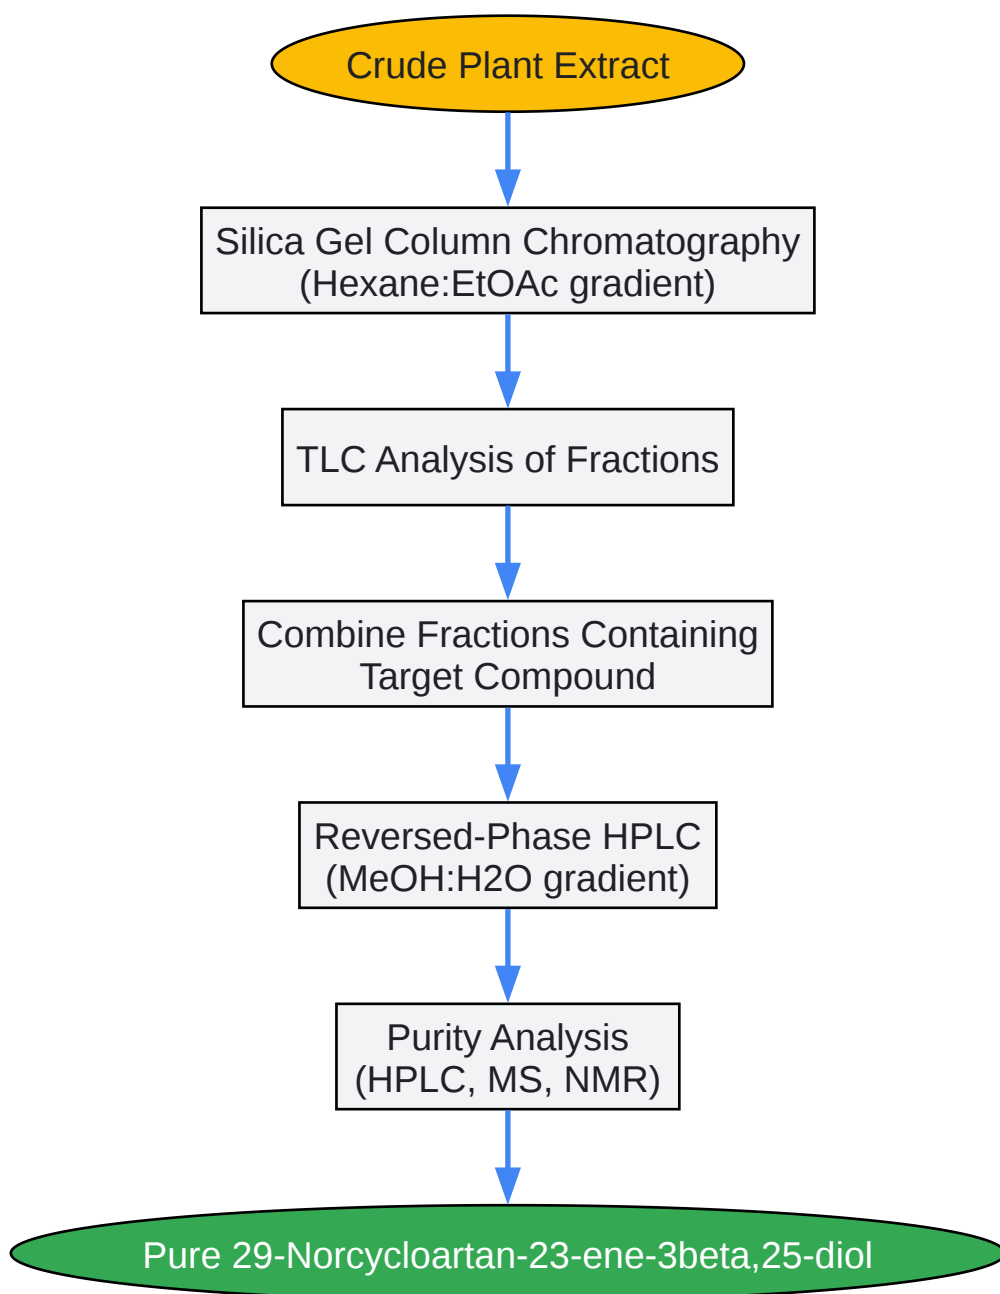 Crude Plant Extract
Silica Gel Column Chromatography
(Hexane:EtOAc gradient)
TLC Analysis of Fractions
Combine Fractions Containing
Target Compound
Reversed-Phase HPLC
(MeOH:H2O gradient)
Purity Analysis
(HPLC, MS, NMR)
Pure 29-Norcycloartan-23-ene-3beta,25-diol